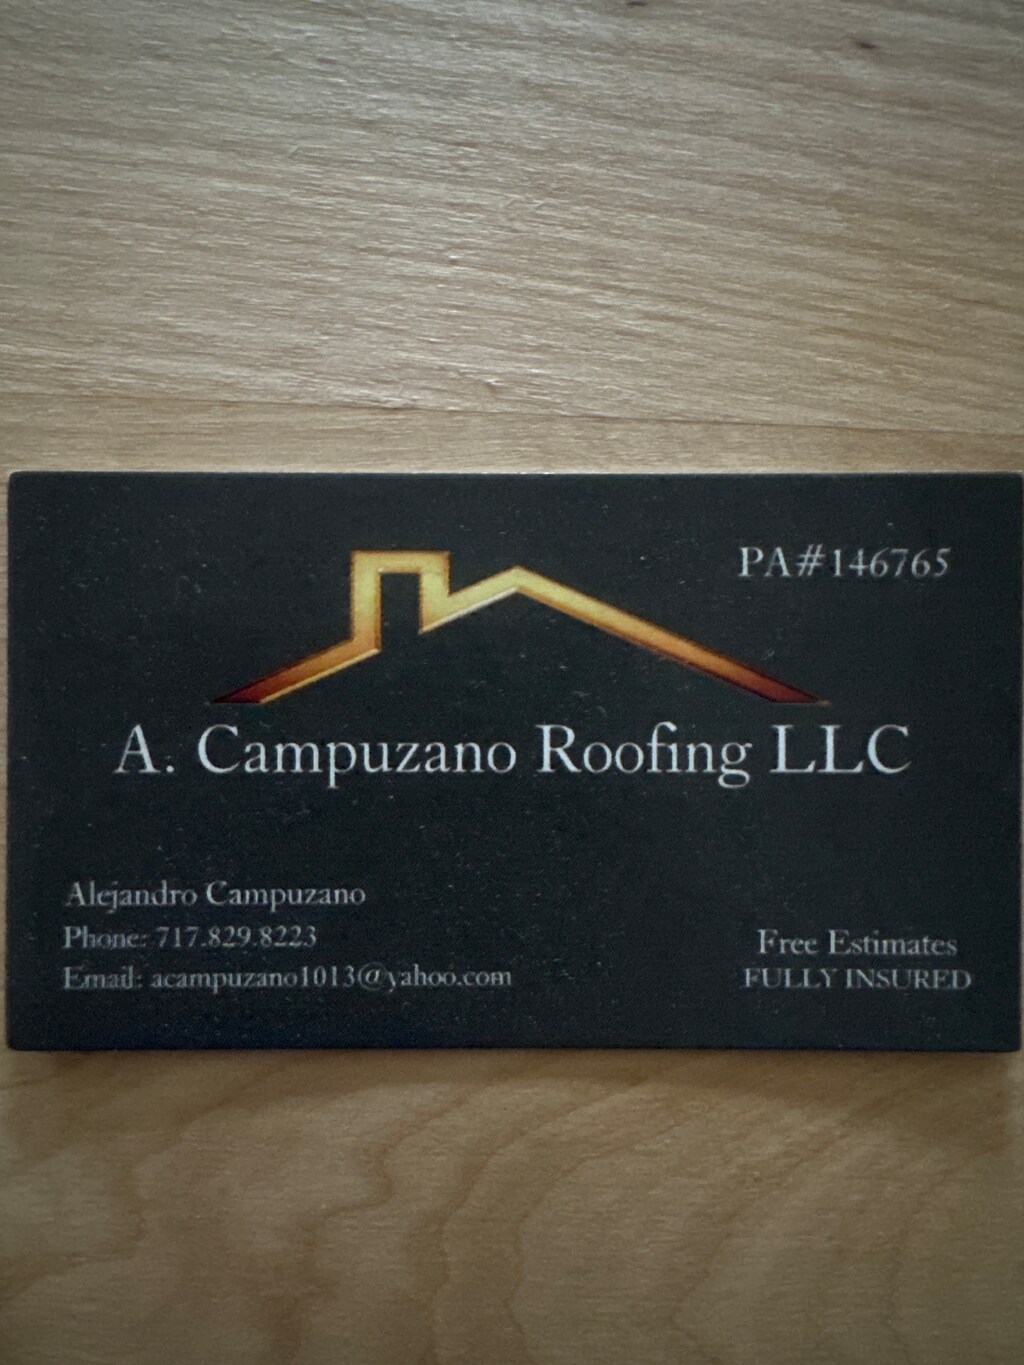 PA#146765
A. Campuzano Roofing LLC
Alejandro Campuzano
Phone: 717.829.8223
Email: acampuzano1013@yahoo.com
Free Estimates
FULLY INSURED